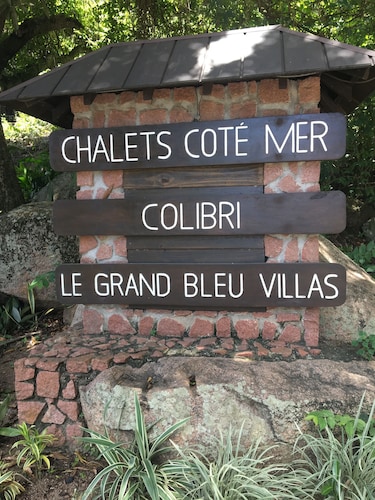 CHALETS COTÉ MER
COLIBRI
LE GRAND BLEU VILLAS